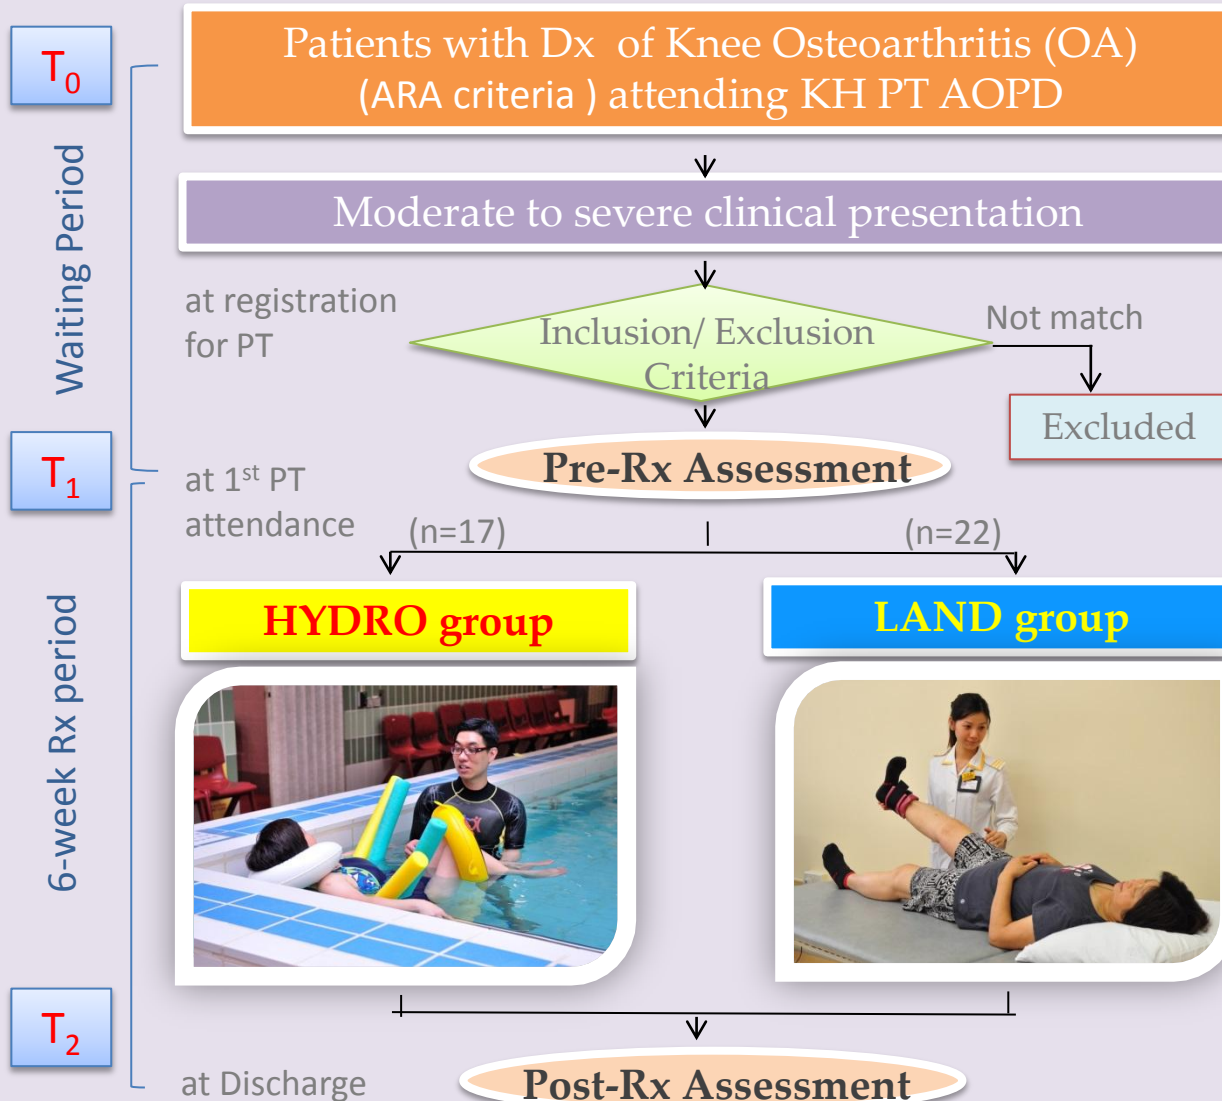 T0
Patients with Dx of Knee Osteoarthritis (OA)
(ARA criteria ) attending KH PT AOPD
Waiting Period
Moderate to severe clinical presentation
at registration
for PT
Inclusion/ Exclusion
Criteria
Not match
Excluded
T1
at 1st PT
attendance
Pre-Rx Assessment
(n=17)
(n=22)
6-week Rx period
HYDRO group
LAND group
T2
at Discharge
Post-Rx Assessment